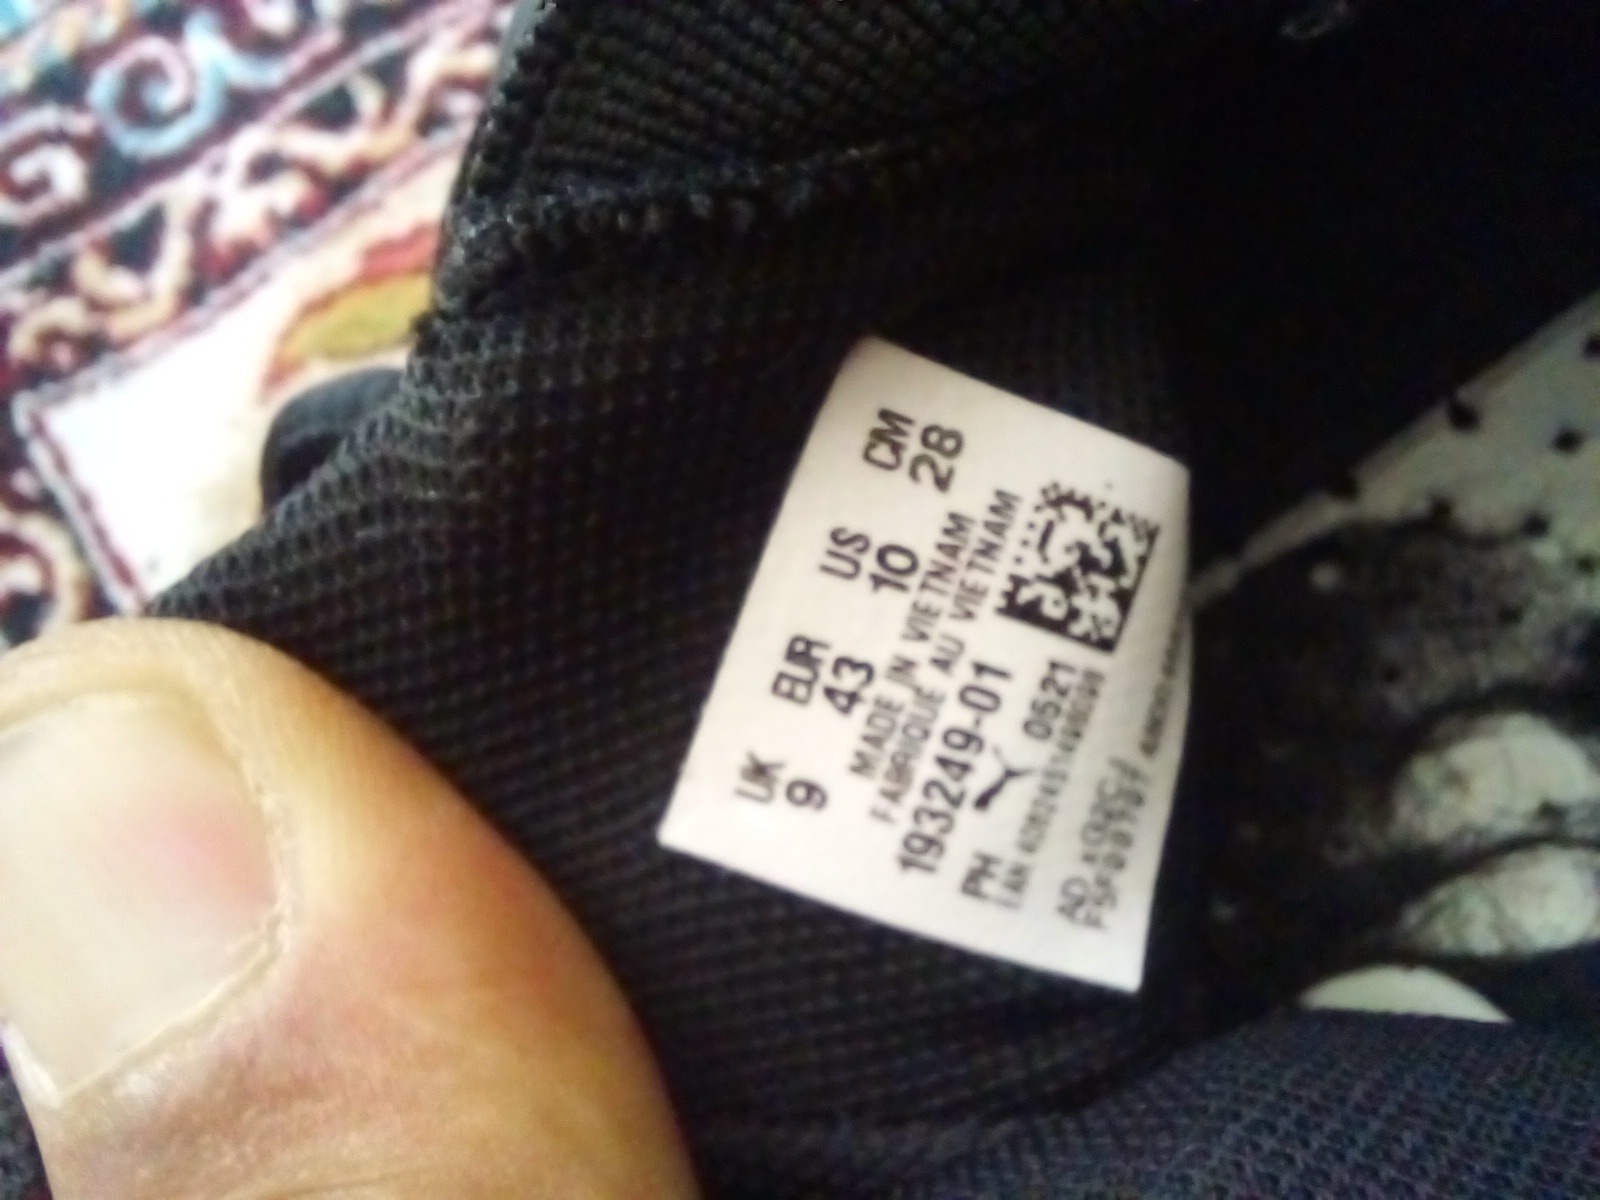 UK EUR US CM
9 43 10 28
MADE IN VIETNAM
FABRIQUÉ AU VIETNAM
193249-01
PH 0521